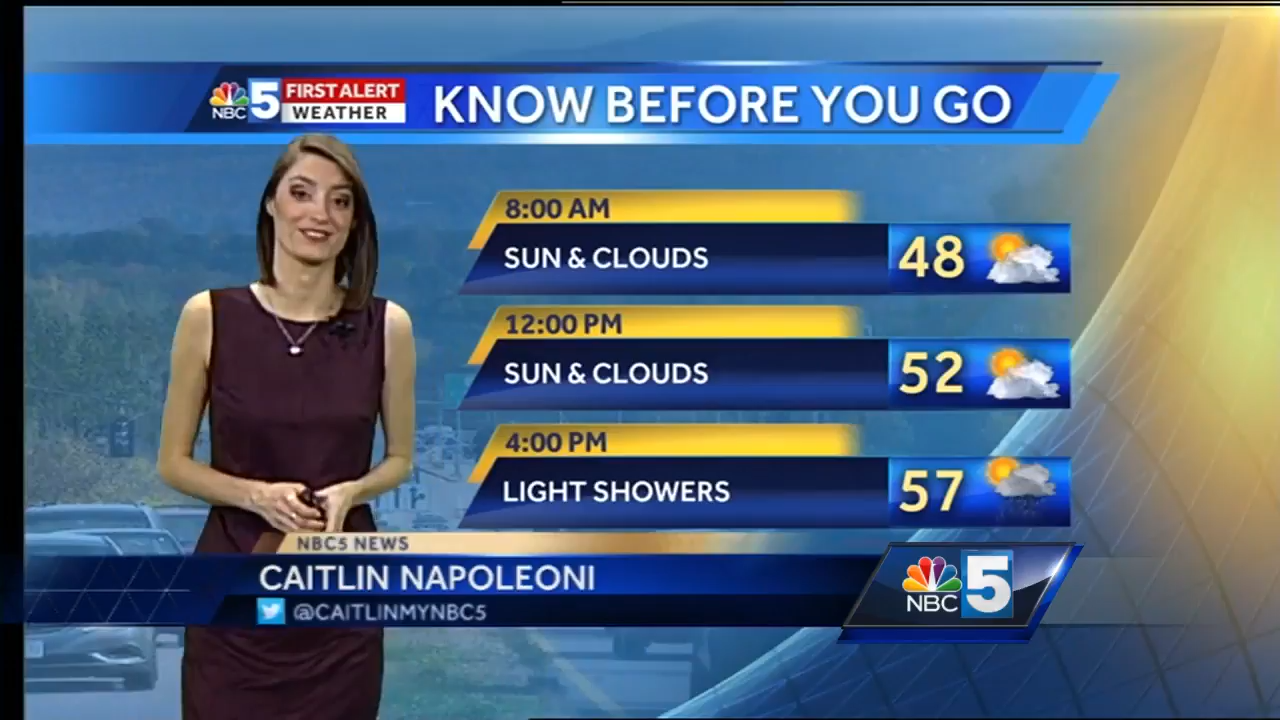 NBC 5 FIRST ALERT WEATHER
KNOW BEFORE YOU GO
8:00 AM
SUN & CLOUDS 48
12:00 PM
SUN & CLOUDS 52
4:00 PM
LIGHT SHOWERS 57
NBC5 NEWS
CAITLIN NAPOLEONI
@CAITLINMYNBC5
NBC 5